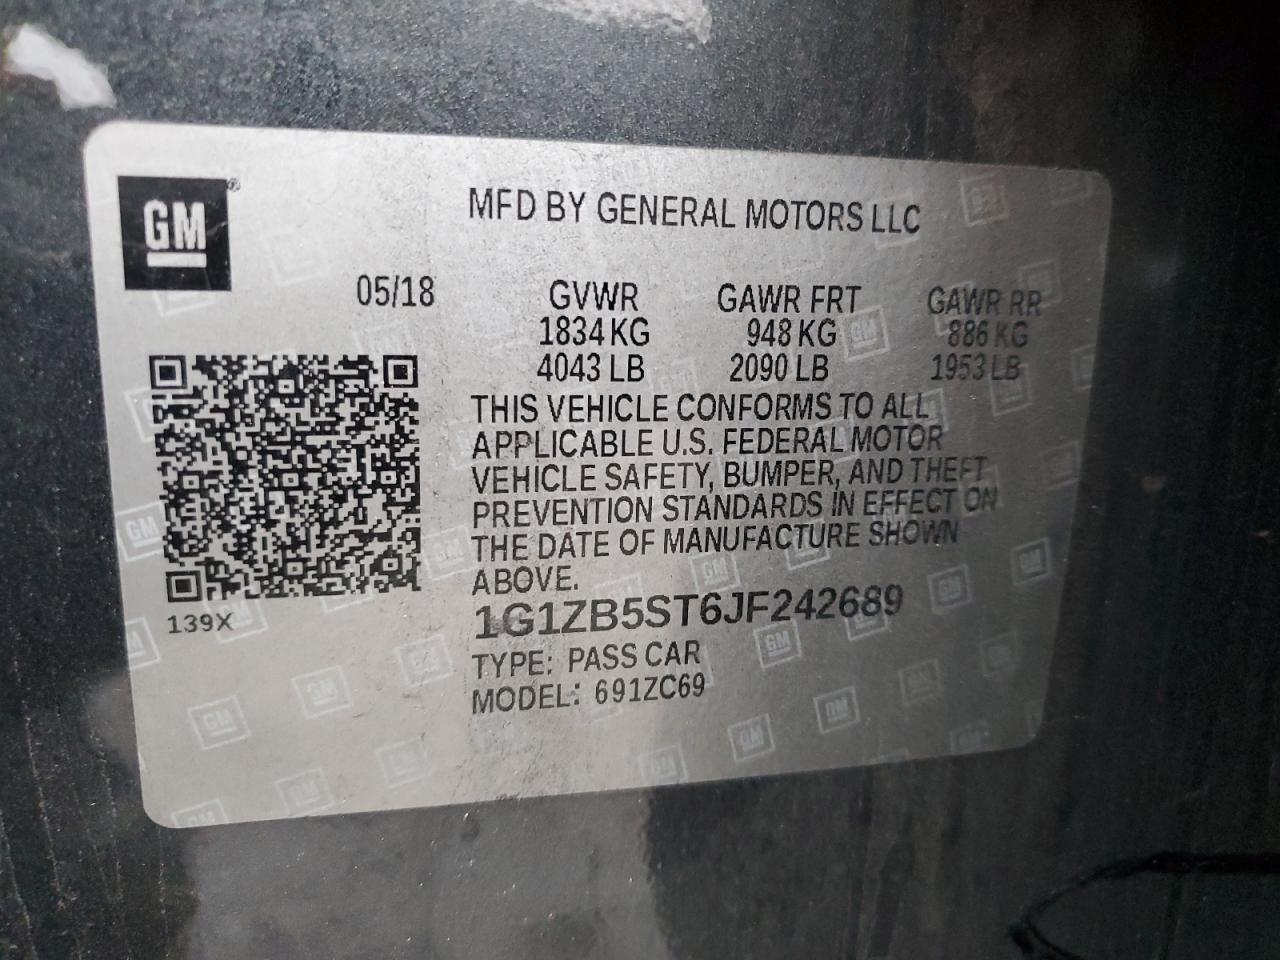 GM®
MFD BY GENERAL MOTORS LLC
05/18 GVWR GAWR FRT GAWR RR
1834KG 948 KG 886 KG
4043 LB 2090 LB 1953 LB
THIS VEHICLE CONFORMS TO ALL
APPLICABLE U.S. FEDERAL MOTOR
VEHICLE SAFETY, BUMPER, AND THEFT
PREVENTION STANDARDS IN EFFECT ON
THE DATE OF MANUFACTURE SHOWN
ABOVE.
139X
1G1ZB5ST6JF242689
TYPE: PASS CAR
MODEL: 691ZC69